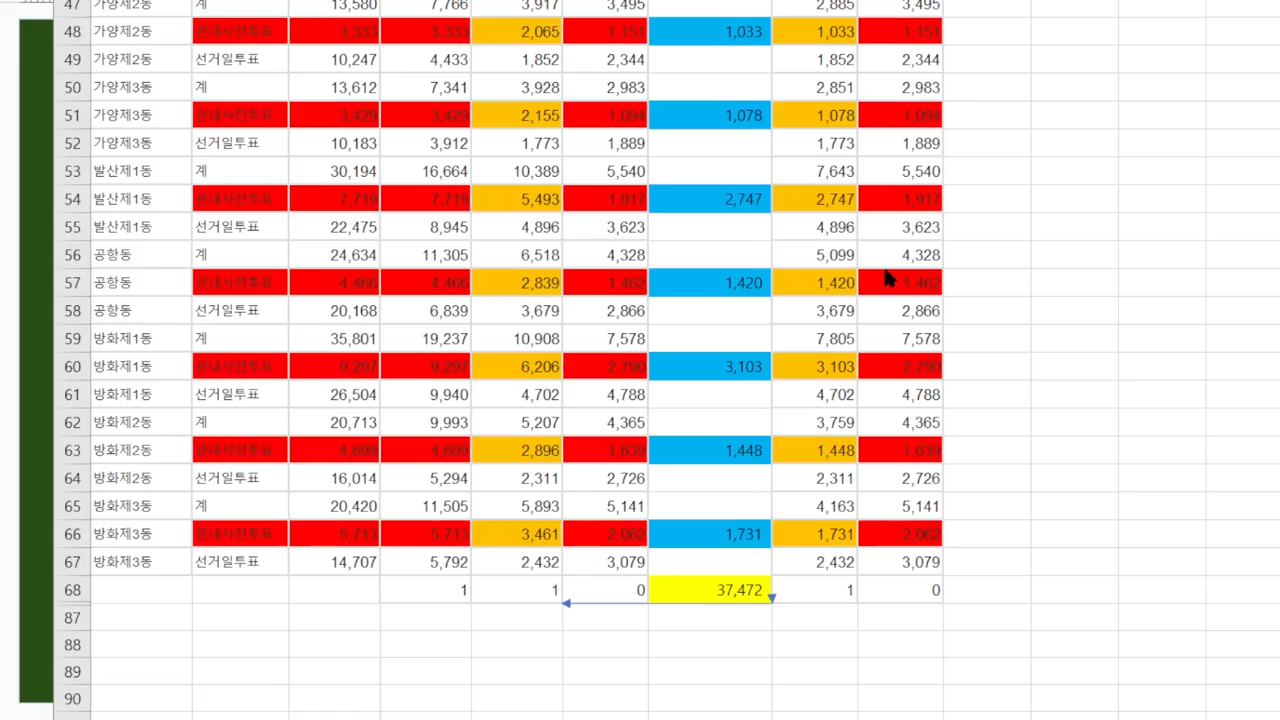 47 가양제2동 계 13,580 7,766 3,917 3,495 2,885 3,495
48 가양제2동 관내사전투표 3,333 3,333 2,065 1,151 1,033 1,033 1,151
49 가양제2동 선거일투표 10,247 4,433 1,852 2,344 1,852 2,344
50 가양제3동 계 13,612 7,341 3,928 2,983 2,851 2,983
51 가양제3동 관내사전투표 3,429 3,429 2,155 1,094 1,078 1,078 1,094
52 가양제3동 선거일투표 10,183 3,912 1,773 1,889 1,773 1,889
53 발산제1동 계 30,194 16,664 10,389 5,540 7,643 5,540
54 발산제1동 관내사전투표 7,719 7,719 5,493 1,917 2,747 2,747 1,917
55 발산제1동 선거일투표 22,475 8,945 4,896 3,623 4,896 3,623
56 공항동 계 24,634 11,305 6,518 4,328 5,099 4,328
57 공항동 관내사전투표 4,466 4,466 2,839 1,462 1,420 1,420 1,462
58 공항동 선거일투표 20,168 6,839 3,679 2,866 3,679 2,866
59 방화제1동 계 35,801 19,237 10,908 7,578 7,805 7,578
60 방화제1동 관내사전투표 9,297 9,297 6,206 2,790 3,103 3,103 2,790
61 방화제1동 선거일투표 26,504 9,940 4,702 4,788 4,702 4,788
62 방화제2동 계 20,713 9,993 5,207 4,365 3,759 4,365
63 방화제2동 관내사전투표 4,699 4,699 2,896 1,639 1,448 1,448 1,639
64 방화제2동 선거일투표 16,014 5,294 2,311 2,726 2,311 2,726
65 방화제3동 계 20,420 11,505 5,893 5,141 4,163 5,141
66 방화제3동 관내사전투표 5,713 5,713 3,461 2,062 1,731 1,731 2,062
67 방화제3동 선거일투표 14,707 5,792 2,432 3,079 2,432 3,079
68 1 1 0 37,472 1 0
87
88
89
90